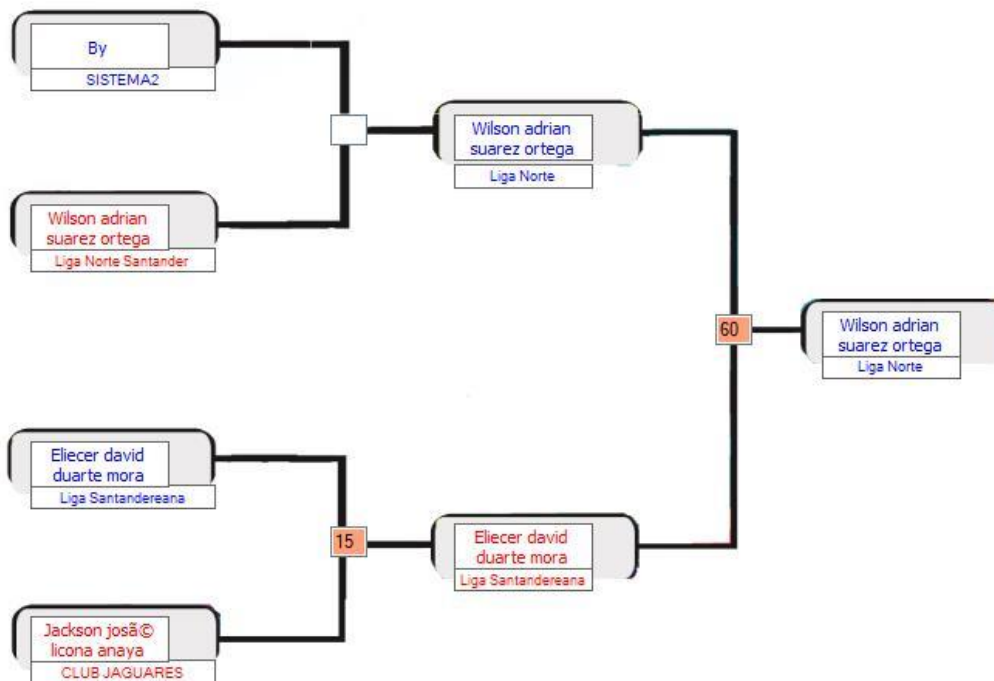 By
SISTEMA2
Wilson adrian
suarez ortega
Liga Norte Santander
Wilson adrian
suarez ortega
Liga Norte
Eliecer david
duarte mora
Liga Santandereana
15
Jackson josã©
licona anaya
CLUB JAGUARES
Eliecer david
duarte mora
Liga Santandereana
60
Wilson adrian
suarez ortega
Liga Norte